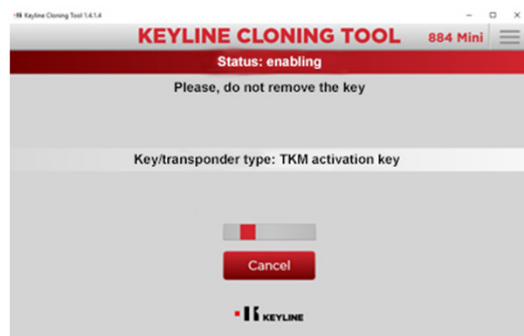 Keyline Cloning Tool 1.4.1.4
KEYLINE CLONING TOOL 884 Mini
Status: enabling
Please, do not remove the key
Key/transponder type: TKM activation key
Cancel
KEYLINE